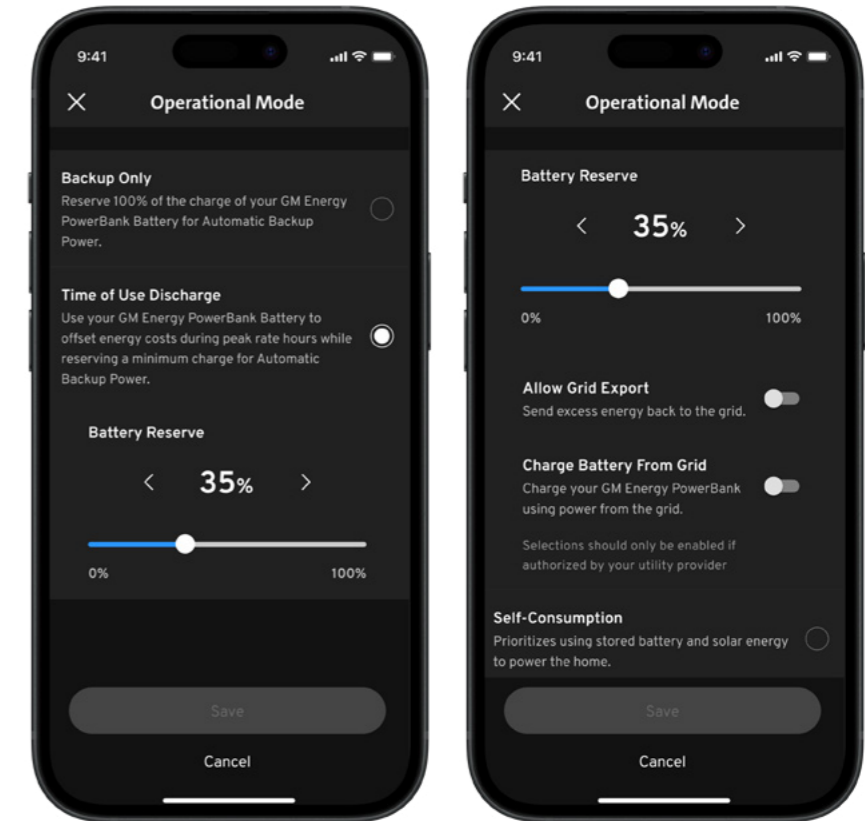 9:41
Operational Mode
Backup Only
Reserve 100% of the charge of your GM Energy
PowerBank Battery for Automatic Backup
Power.
Time of Use Discharge
Use your GM Energy PowerBank Battery to
offset energy costs during peak rate hours while
reserving a minimum charge for Automatic
Backup Power.
Battery Reserve
35%
0% 100%
Save
Cancel
9:41
Operational Mode
Battery Reserve
35%
0% 100%
Allow Grid Export
Send excess energy back to the grid.
Charge Battery From Grid
Charge your GM Energy PowerBank
using power from the grid.
Selections should only be enabled if
authorized by your utility provider
Self-Consumption
Prioritizes using stored battery and solar energy
to power the home.
Save
Cancel